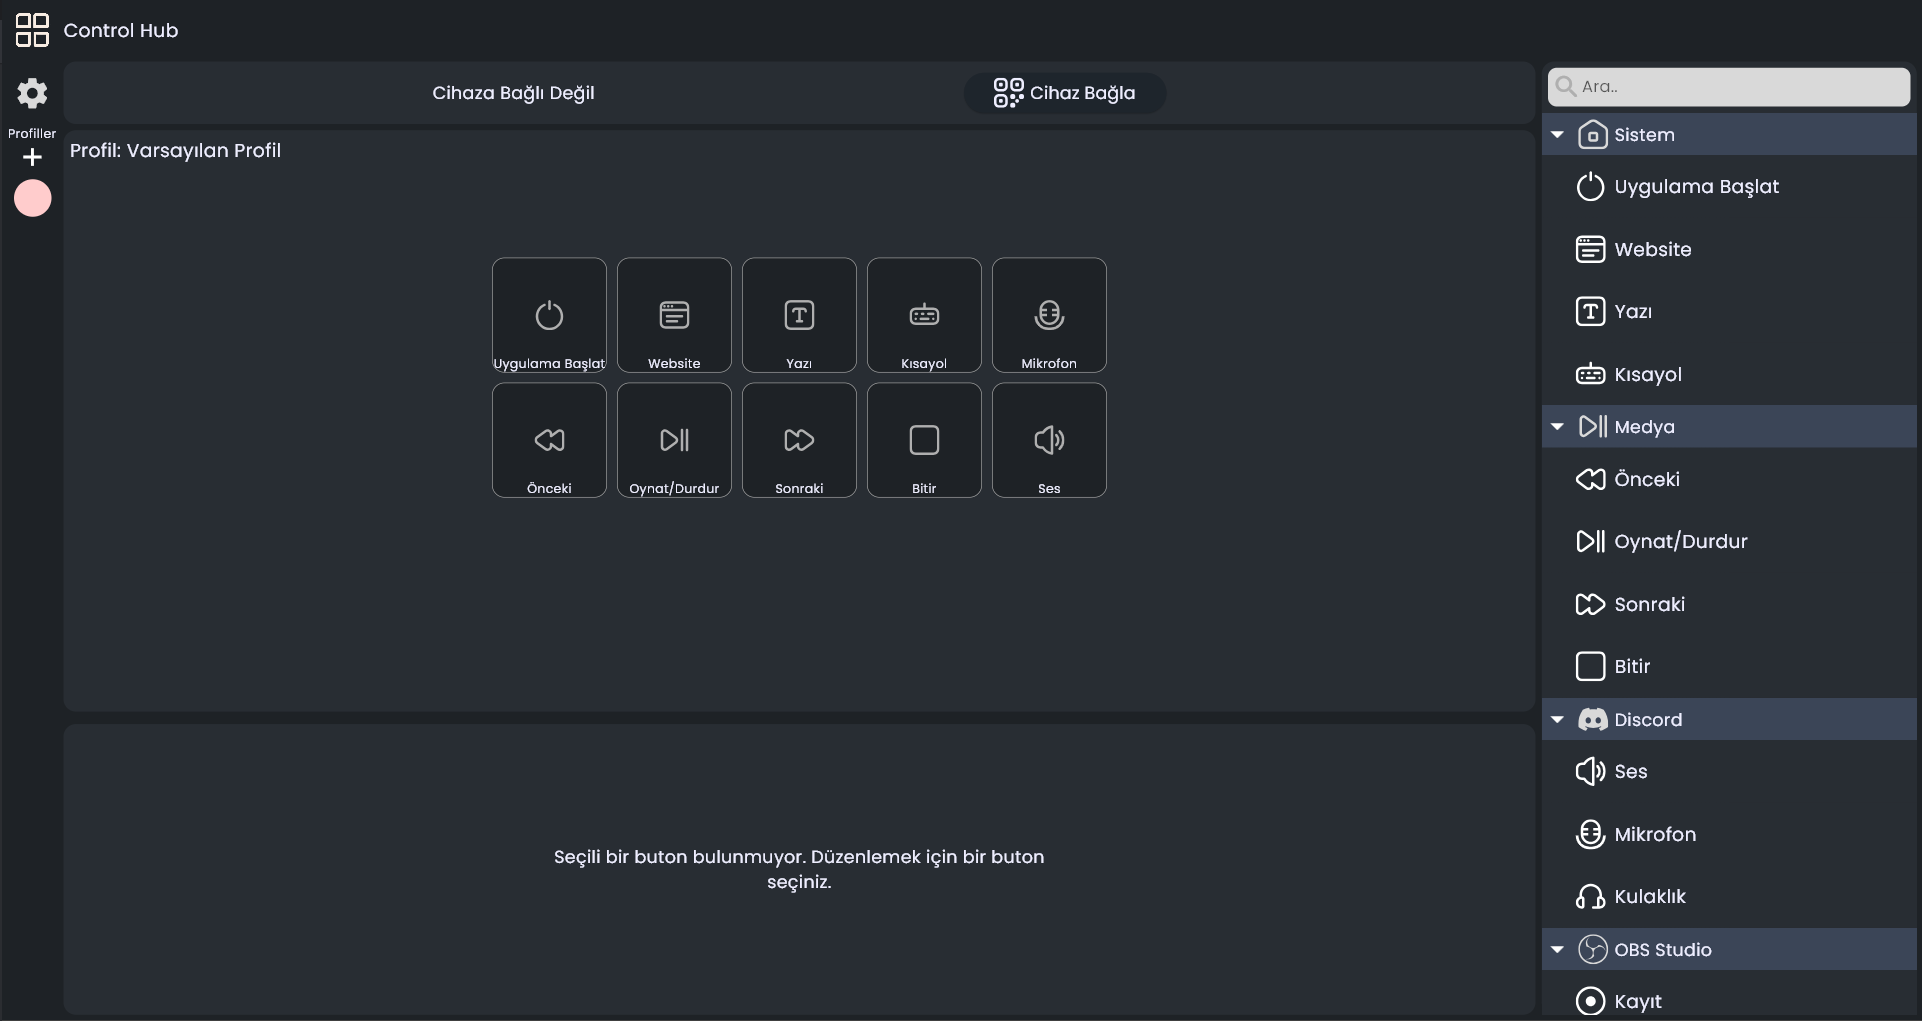 Control Hub
Cihaza Bağlı Değil
Cihaz Bağla
Profiller
Profil: Varsayılan Profil
Uygulama Başlat
Website
Yazı
Kısayol
Mikrofon
Önceki
Oynat/Durdur
Sonraki
Bitir
Ses
Seçili bir buton bulunmuyor. Düzenlemek için bir buton
seçiniz.
Ara..
Sistem
Uygulama Başlat
Website
Yazı
Kısayol
Medya
Önceki
Oynat/Durdur
Sonraki
Bitir
Discord
Ses
Mikrofon
Kulaklık
OBS Studio
Kayıt